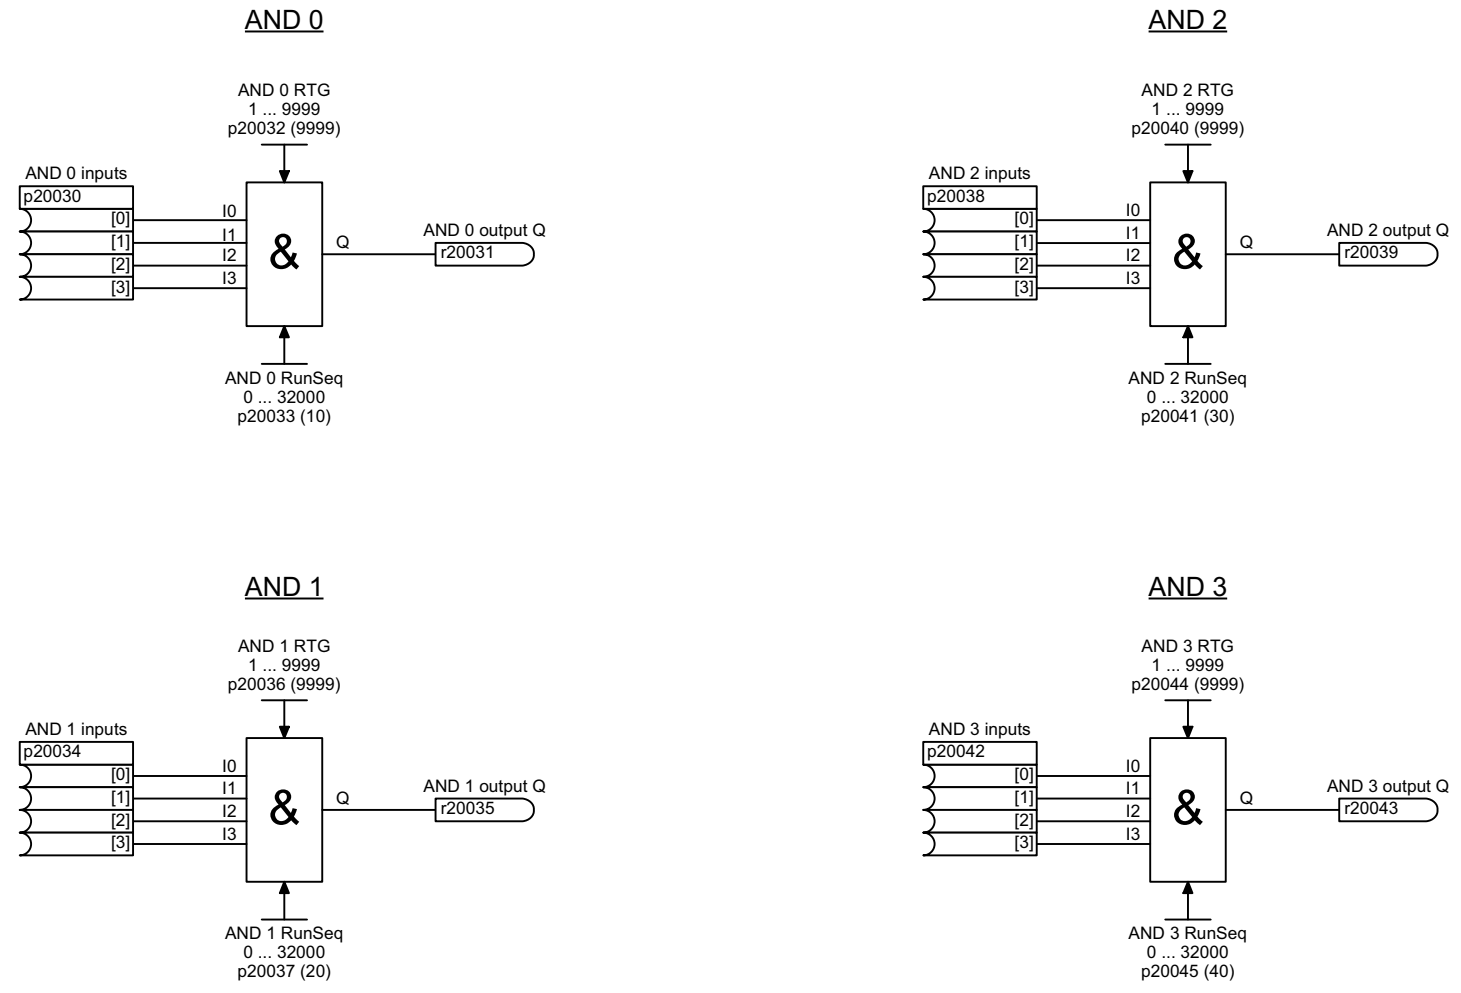 AND 0
AND 0 RTG
1 ... 9999
p20032 (9999)
AND 0 inputs
p20030
[0]
[1]
[2]
[3]
I0
I1
I2
I3
&
Q
AND 0 output Q
r20031
AND 0 RunSeq
0 ... 32000
p20033 (10)
AND 2
AND 2 RTG
1 ... 9999
p20040 (9999)
AND 2 inputs
p20038
[0]
[1]
[2]
[3]
I0
I1
I2
I3
&
Q
AND 2 output Q
r20039
AND 2 RunSeq
0 ... 32000
p20041 (30)
AND 1
AND 1 RTG
1 ... 9999
p20036 (9999)
AND 1 inputs
p20034
[0]
[1]
[2]
[3]
I0
I1
I2
I3
&
Q
AND 1 output Q
r20035
AND 1 RunSeq
0 ... 32000
p20037 (20)
AND 3
AND 3 RTG
1 ... 9999
p20044 (9999)
AND 3 inputs
p20042
[0]
[1]
[2]
[3]
I0
I1
I2
I3
&
Q
AND 3 output Q
r20043
AND 3 RunSeq
0 ... 32000
p20045 (40)